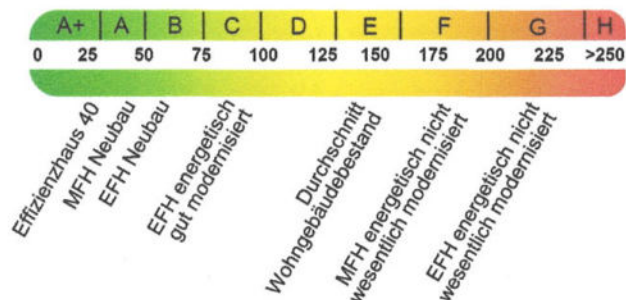 A+ A B C D E F G H
0 25 50 75 100 125 150 175 200 225 >250
Effizienzhaus 40
MFH Neubau
EFH Neubau
EFH energetisch
gut modernisiert
Durchschnitt
Wohngebäudebestand
MFH energetisch nicht
wesentlich modernisiert
EFH energetisch nicht
wesentlich modernisiert